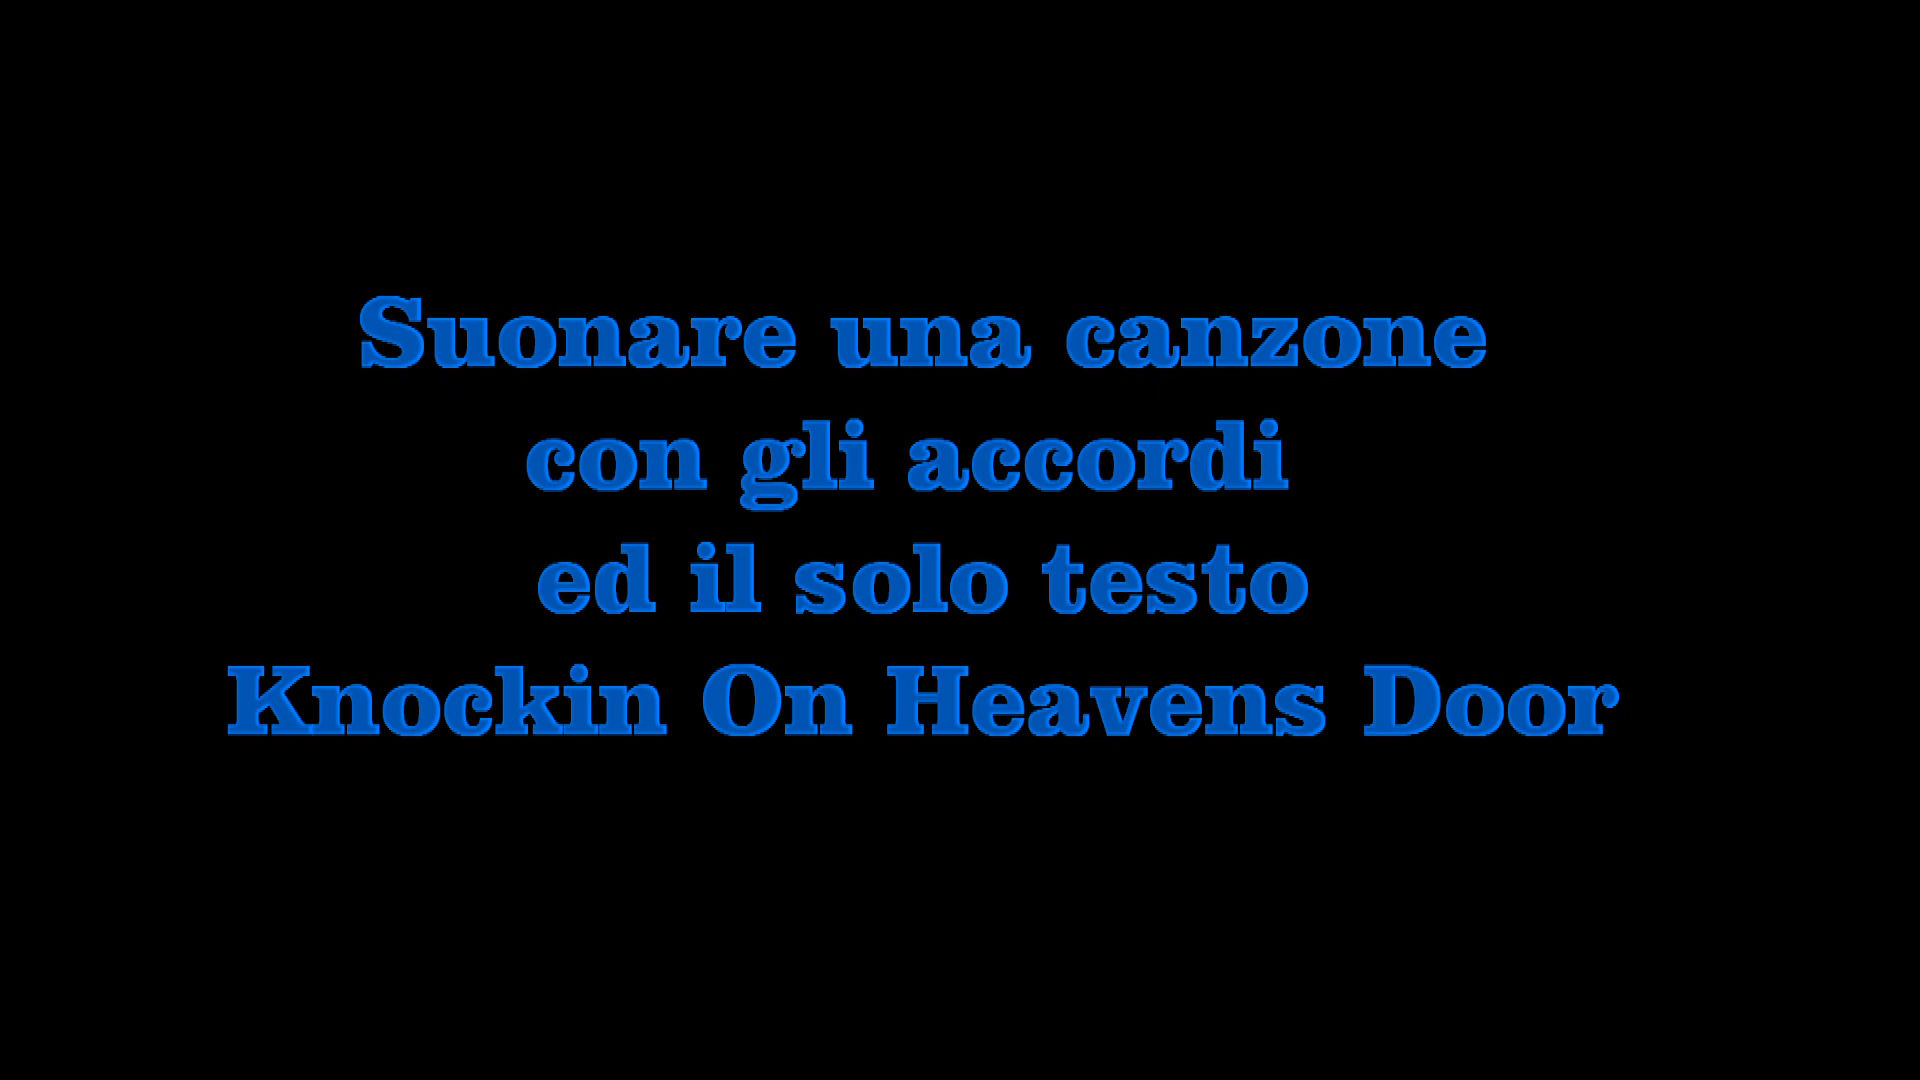 Suonare una canzone
con gli accordi
ed il solo testo
Knockin On Heavens Door